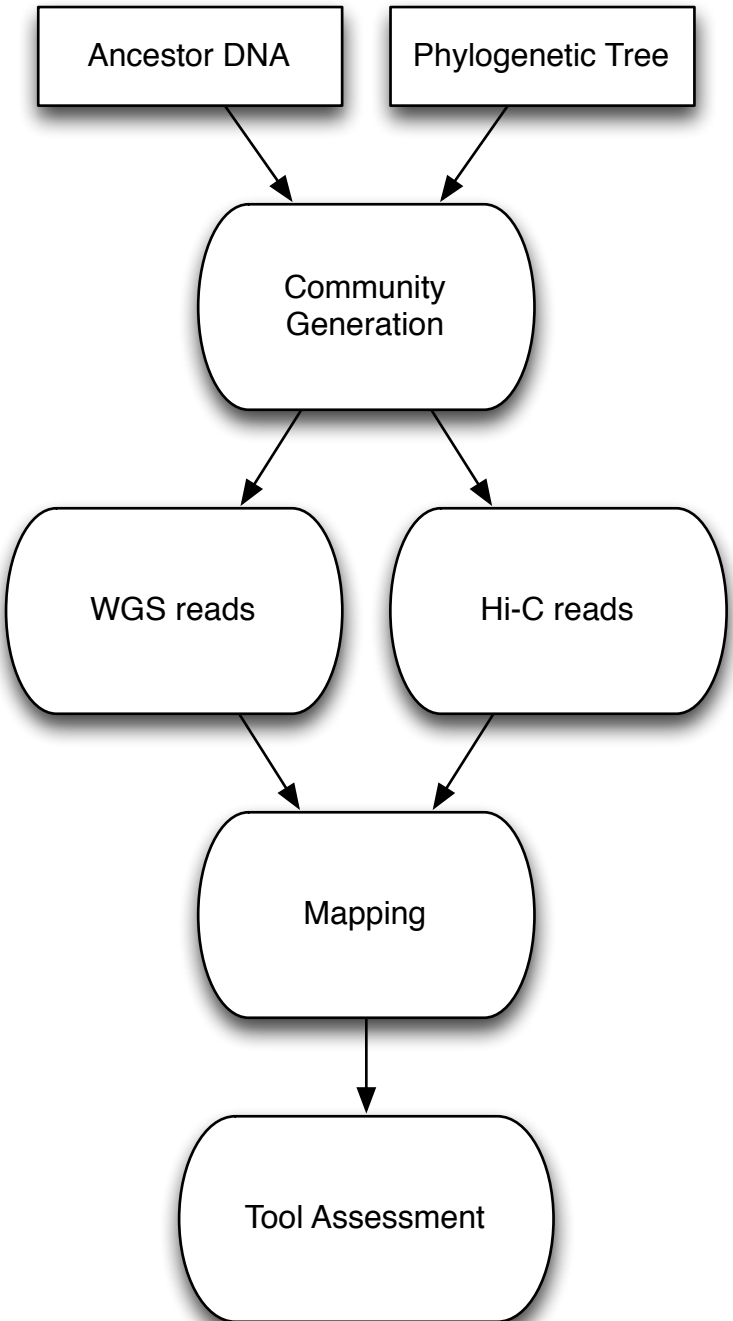 Ancestor DNA
Phylogenetic Tree
Community
Generation
WGS reads
Hi-C reads
Mapping
Tool Assessment